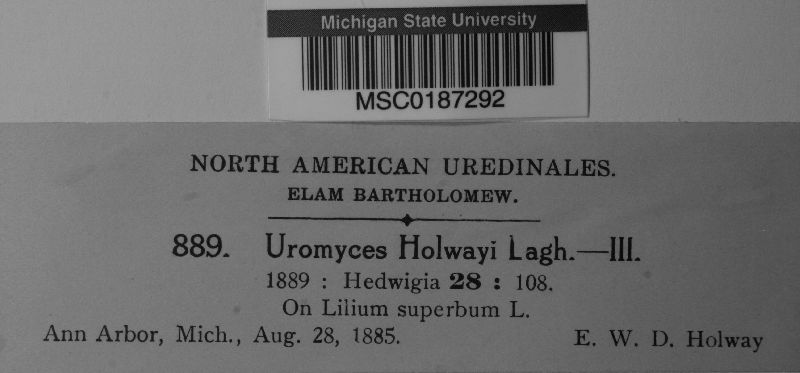 Michigan State University
MSC0187292
NORTH AMERICAN UREDINALES.
ELAM BARTHOLOMEW.
889. Uromyces Holwayi Lagh.—III.
1889 : Hedwigia 28 : 108.
On Lilium superbum L.
Ann Arbor, Mich., Aug. 28, 1885. E. W. D. Holway